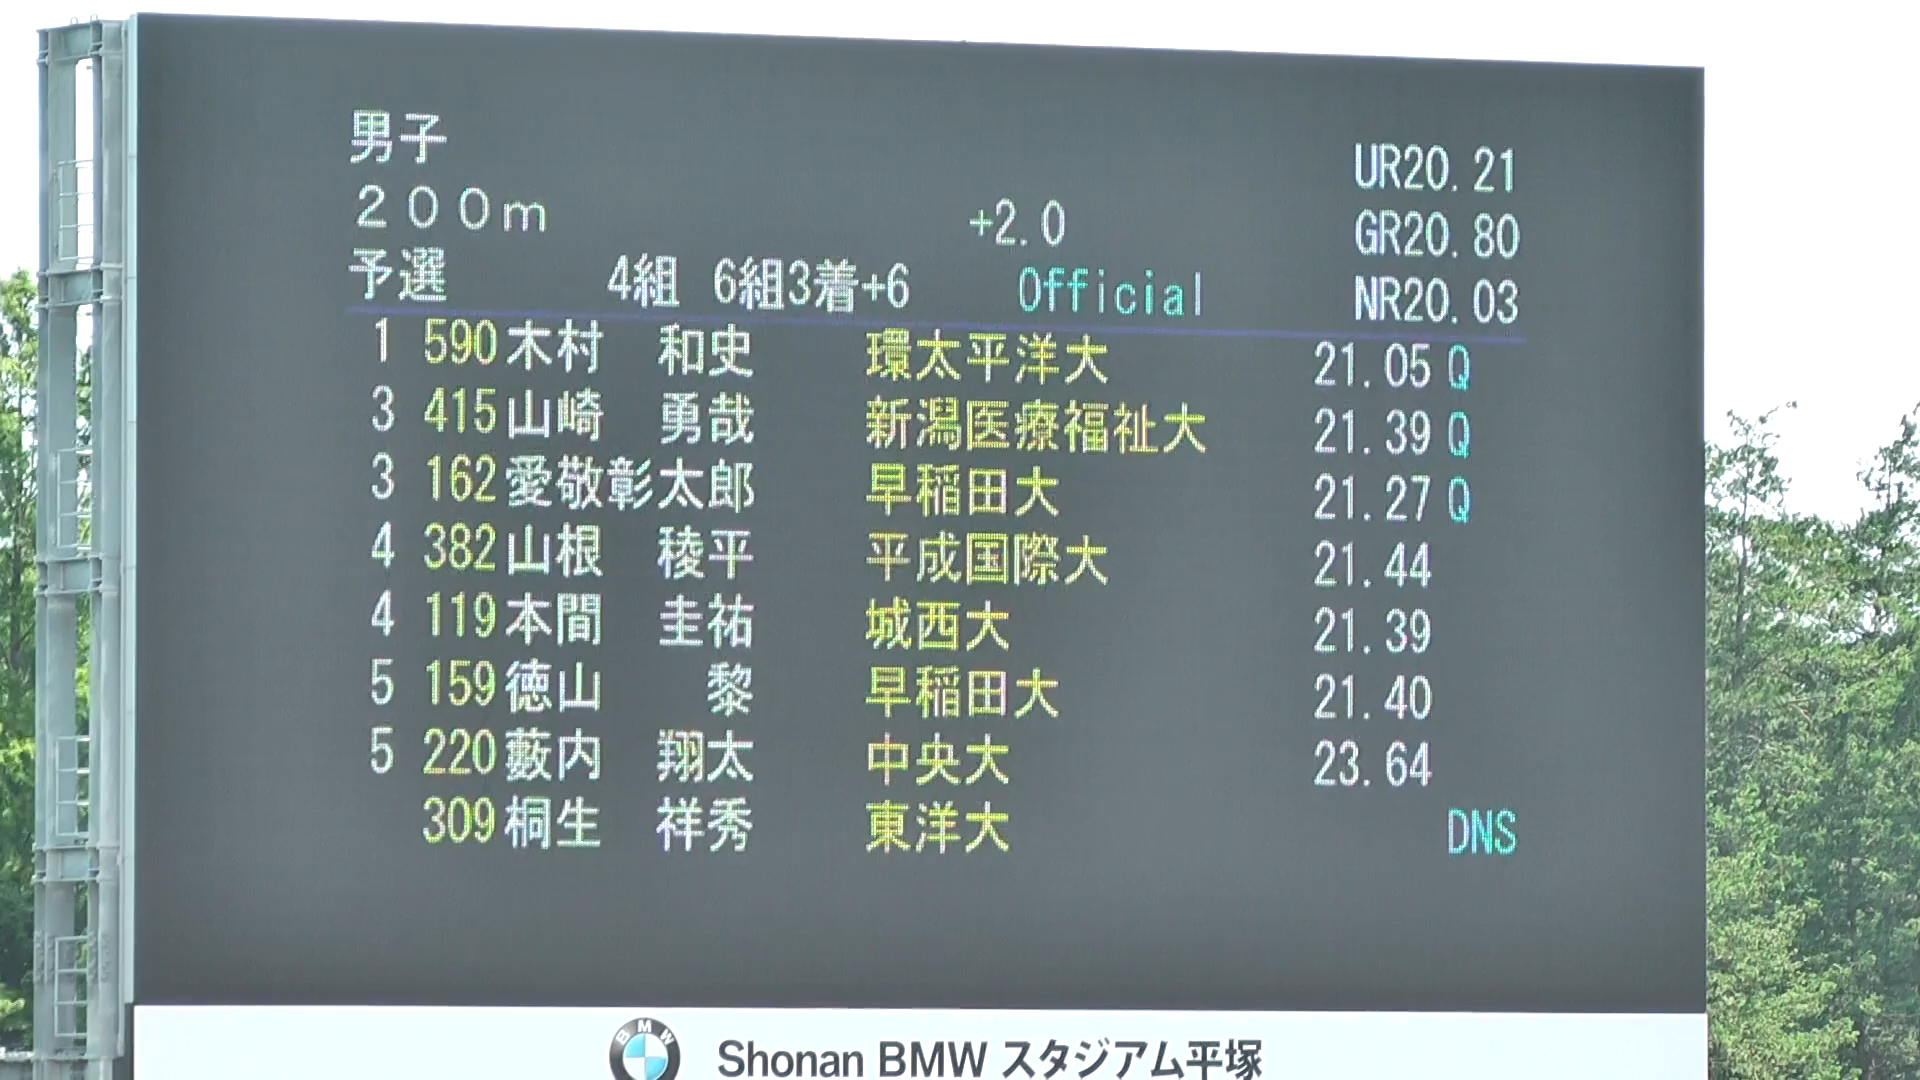 男子
UR20.21
200m +2.0 GR20.80
予選 4組 6組3着+6 Official NR20.03
1 590 木村 和史 環太平洋大 21.05 Q
3 415 山崎 勇哉 新潟医療福祉大 21.39 Q
3 162 愛敬彰太郎 早稲田大 21.27 Q
4 382 山根 稜平 平成国際大 21.44
4 119 本間 圭祐 城西大 21.39
5 159 徳山 黎 早稲田大 21.40
5 220 藪内 翔太 中央大 23.64
309 桐生 祥秀 東洋大 DNS
BMW Shonan BMW スタジアム平塚